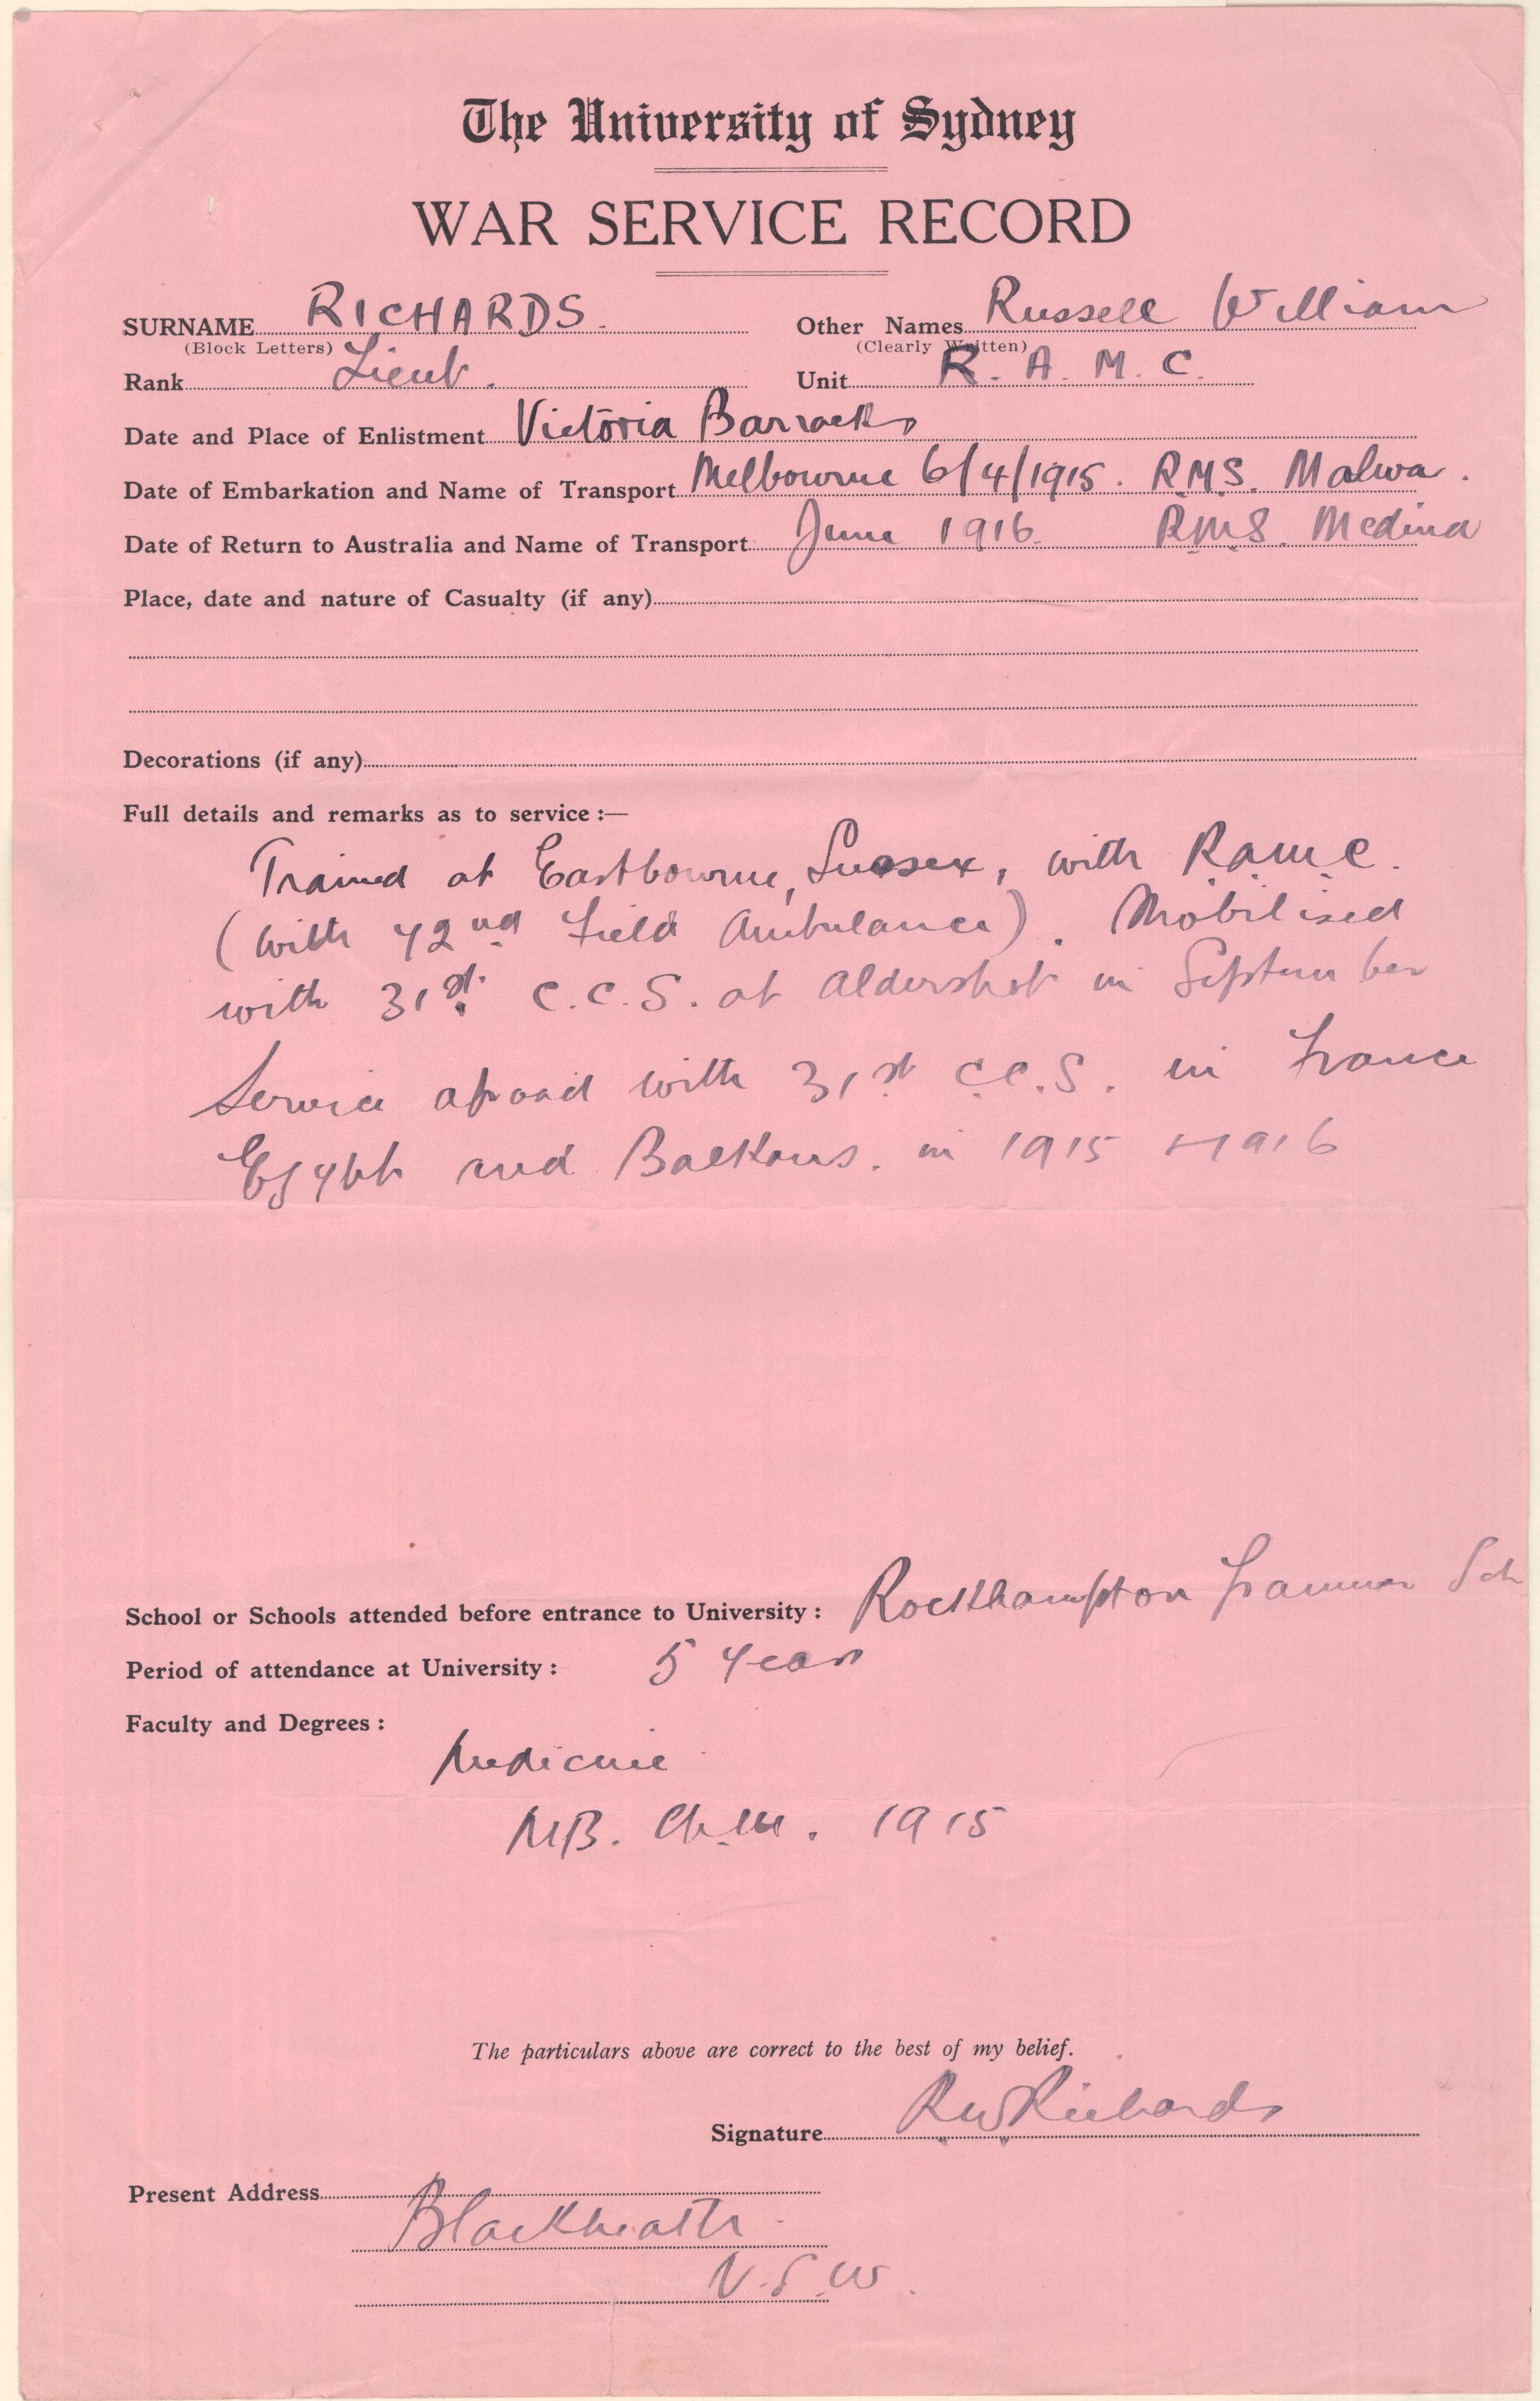 The University of Sydney
WAR SERVICE RECORD
SURNAME RICHARDS. Other Names Russell William
(Block Letters) (Clearly Written)
Rank Lieut. Unit R. A. M. C.
Date and Place of Enlistment Victoria Barracks
Date of Embarkation and Name of Transport Melbourne 6/4/1915. R.M.S. Malwa.
Date of Return to Australia and Name of Transport June 1916. R.M.S. Medina
Place, date and nature of Casualty (if any)
Decorations (if any)
Full details and remarks as to service :—
Trained at Eastbourne, Sussex, with R.A.M.C.
(with 42nd Field Ambulance). Mobilised
with 31st C.C.S. at Aldershot in September
Service abroad with 31st C.C.S. in France
Egypt and Balkans. in 1915 + 1916
School or Schools attended before entrance to University : Rockhampton Grammar Sch
Period of attendance at University : 5 Years
Faculty and Degrees :
Medicine
M.B. Ch.M. 1915
The particulars above are correct to the best of my belief.
Signature RW Richards
Present Address
Blackheath
N.S.W.